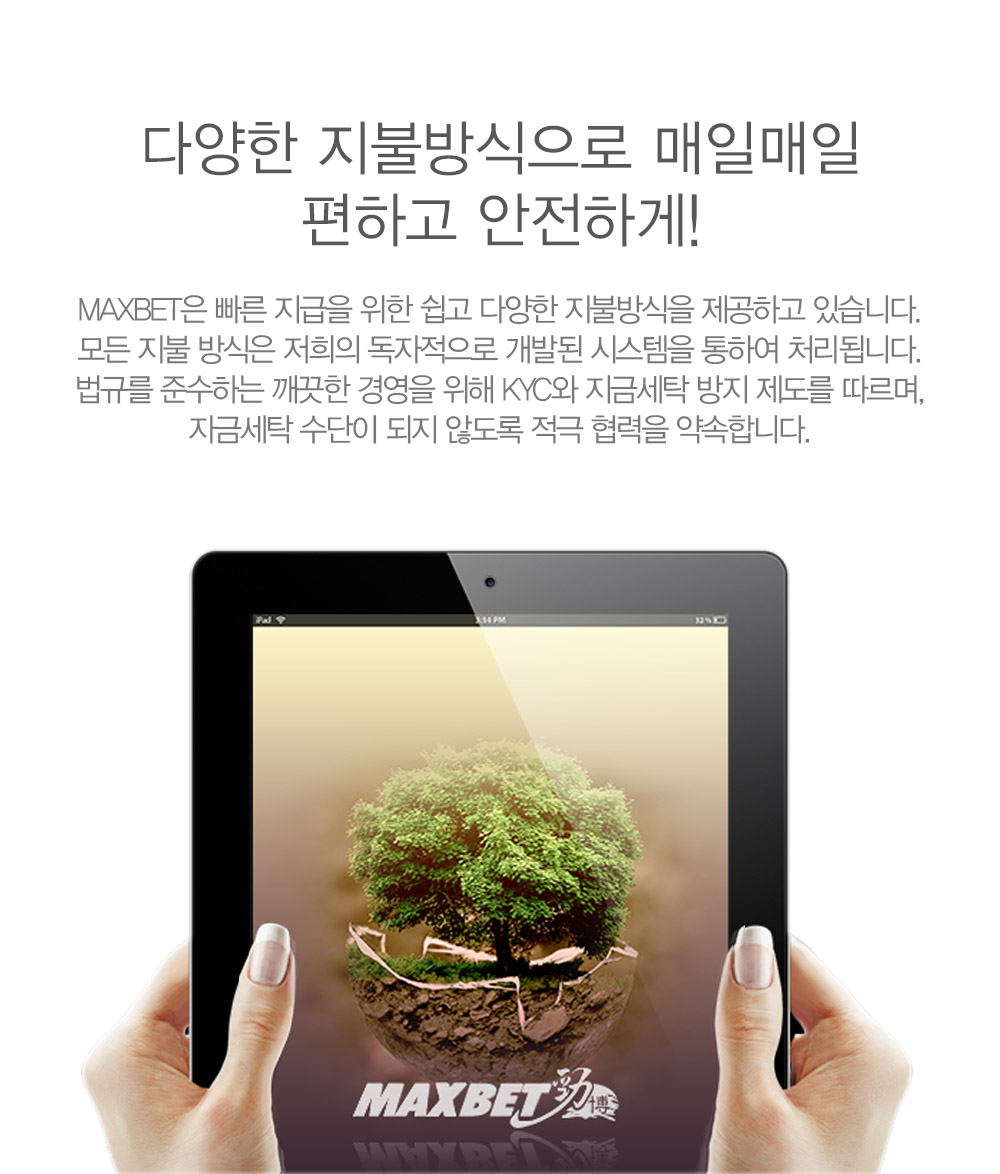 다양한 지불방식으로 매일매일
편하고 안전하게!
MAXBET은 빠른 지급을 위한 쉽고 다양한 지불방식을 제공하고 있습니다.
모든 지불 방식은 저희의 독자적으로 개발된 시스템을 통하여 처리됩니다.
법규를 준수하는 깨끗한 경영을 위해 KYC와 지금세탁 방지 제도를 따르며,
자금세탁 수단이 되지 않도록 적극 협력을 약속합니다.
iPad 3:14 PM 32%
MAXBET 勁博